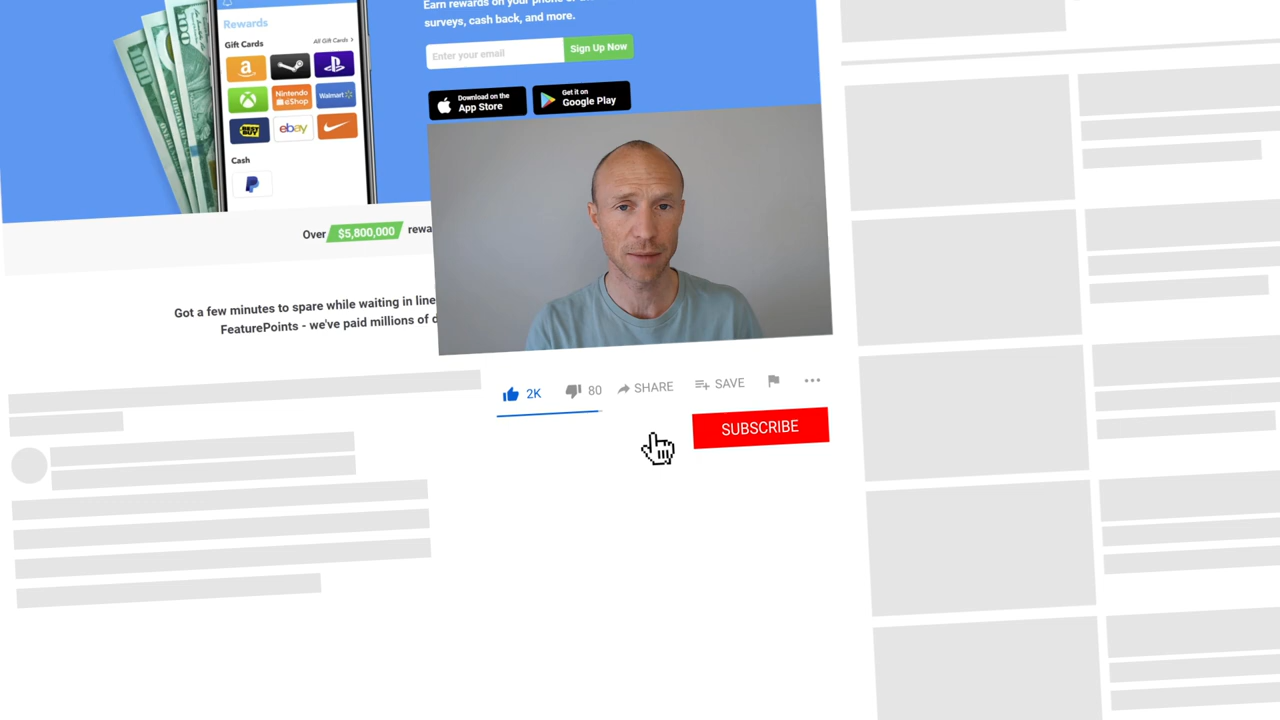 Earn rewards on your phone
surveys, cash back, and more.
Enter your email
Sign Up Now
Download on the
App Store
Get it on
Google Play
Rewards
Gift Cards
All Gift Cards >
a
Nintendo
eShop
Walmart
BEST
BUY
ebay
Cash
100
Over $5,800,000
Got a few minutes to spare while waiting in line
FeaturePoints - we've paid millions of
2K
80
SHARE
SAVE
SUBSCRIBE